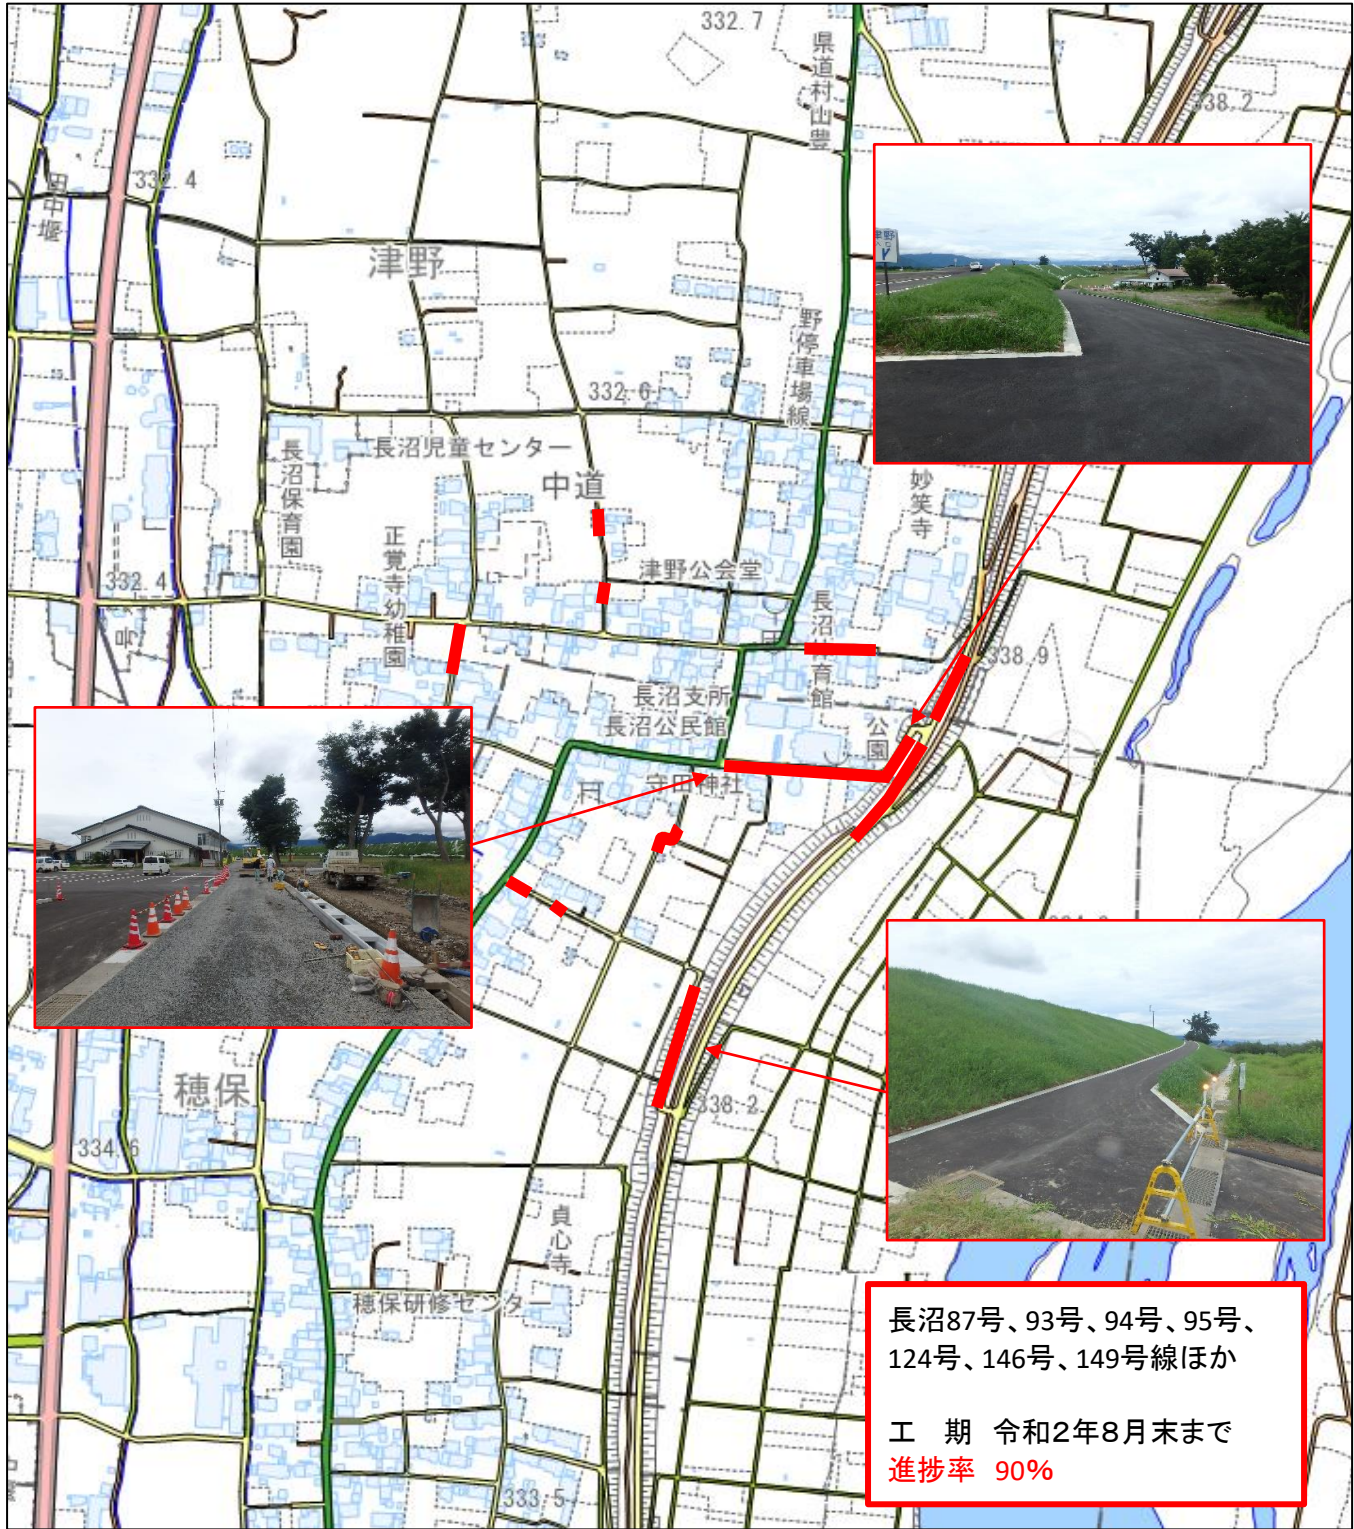 332.7
県道村山豊
338.2
332.4
田中堰
津野
津野
野停車場線
332.6
長沼児童センター
長沼保育園
中道
妙笑寺
正覚寺幼稚園
津野公会堂
332.4
長沼体育館
338.9
長沼支所
長沼公民館
公園
守田神社
穂保
338.2
334.6
貞心寺
穂保研修センター
長沼87号、93号、94号、95号、
124号、146号、149号線ほか
工　期　令和2年8月末まで
進捗率　90%
333.5